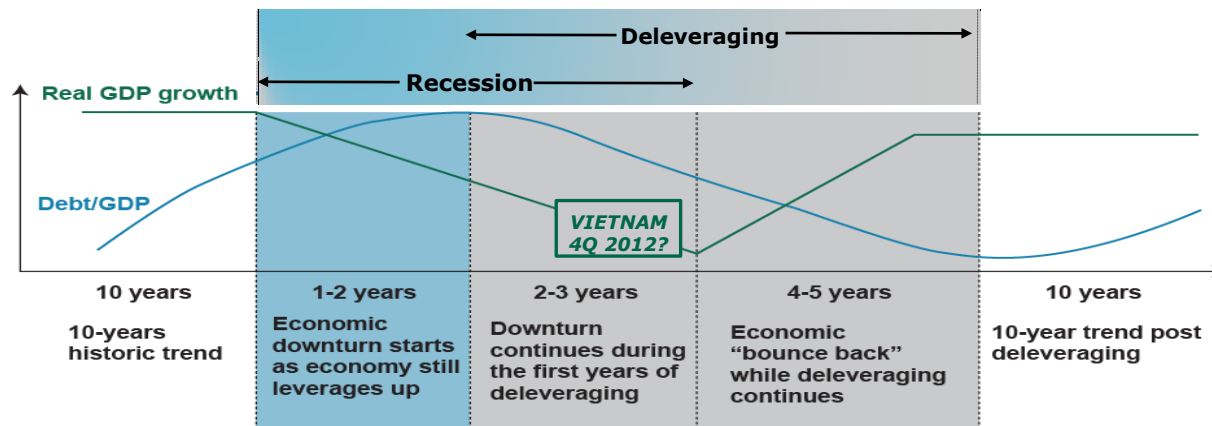 Deleveraging
Recession
Real GDP growth
Debt/GDP
VIETNAM
4Q 2012?
10 years
1-2 years
2-3 years
4-5 years
10 years
10-years
historic trend
Economic
downturn starts
as economy still
leverages up
Downturn
continues during
the first years of
deleveraging
Economic
“bounce back”
while deleveraging
continues
10-year trend post
deleveraging